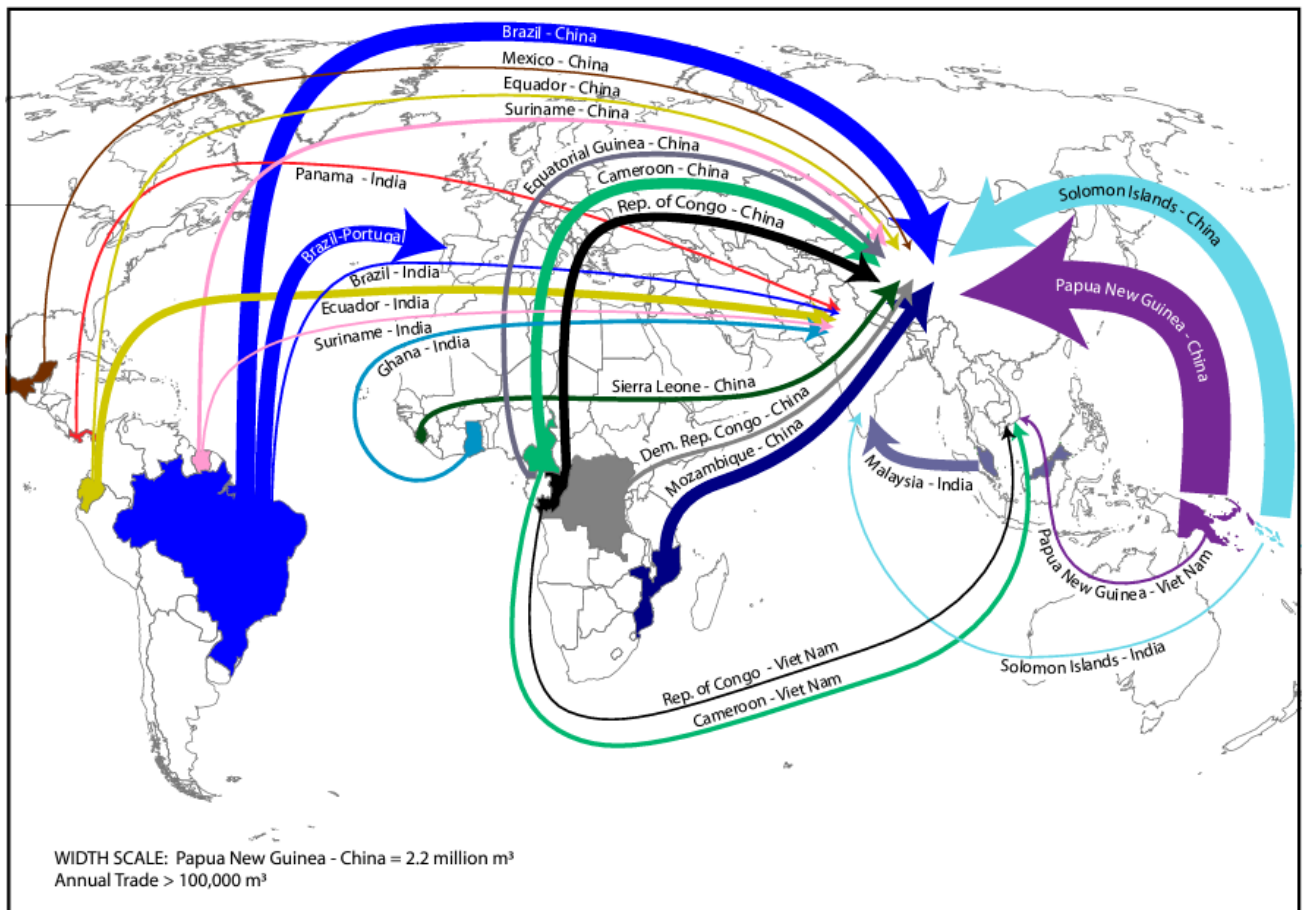 Brazil - China
Mexico - China
Equador - China
Suriname - China
Equatorial Guinea - China
Cameroon - China
Rep. of Congo - China
Panama - India
Solomon Islands - China
Brazil-Portugal
Brazil - India
Papua New Guinea - China
Ecuador - India
Suriname - India
Ghana - India
Sierra Leone - China
Dem. Rep. Congo - China
Mozambique - China
Malaysia - India
Papua New Guinea - Viet Nam
Solomon Islands - India
Rep. of Congo - Viet Nam
Cameroon - Viet Nam
WIDTH SCALE: Papua New Guinea - China = 2.2 million m³
Annual Trade > 100,000 m³